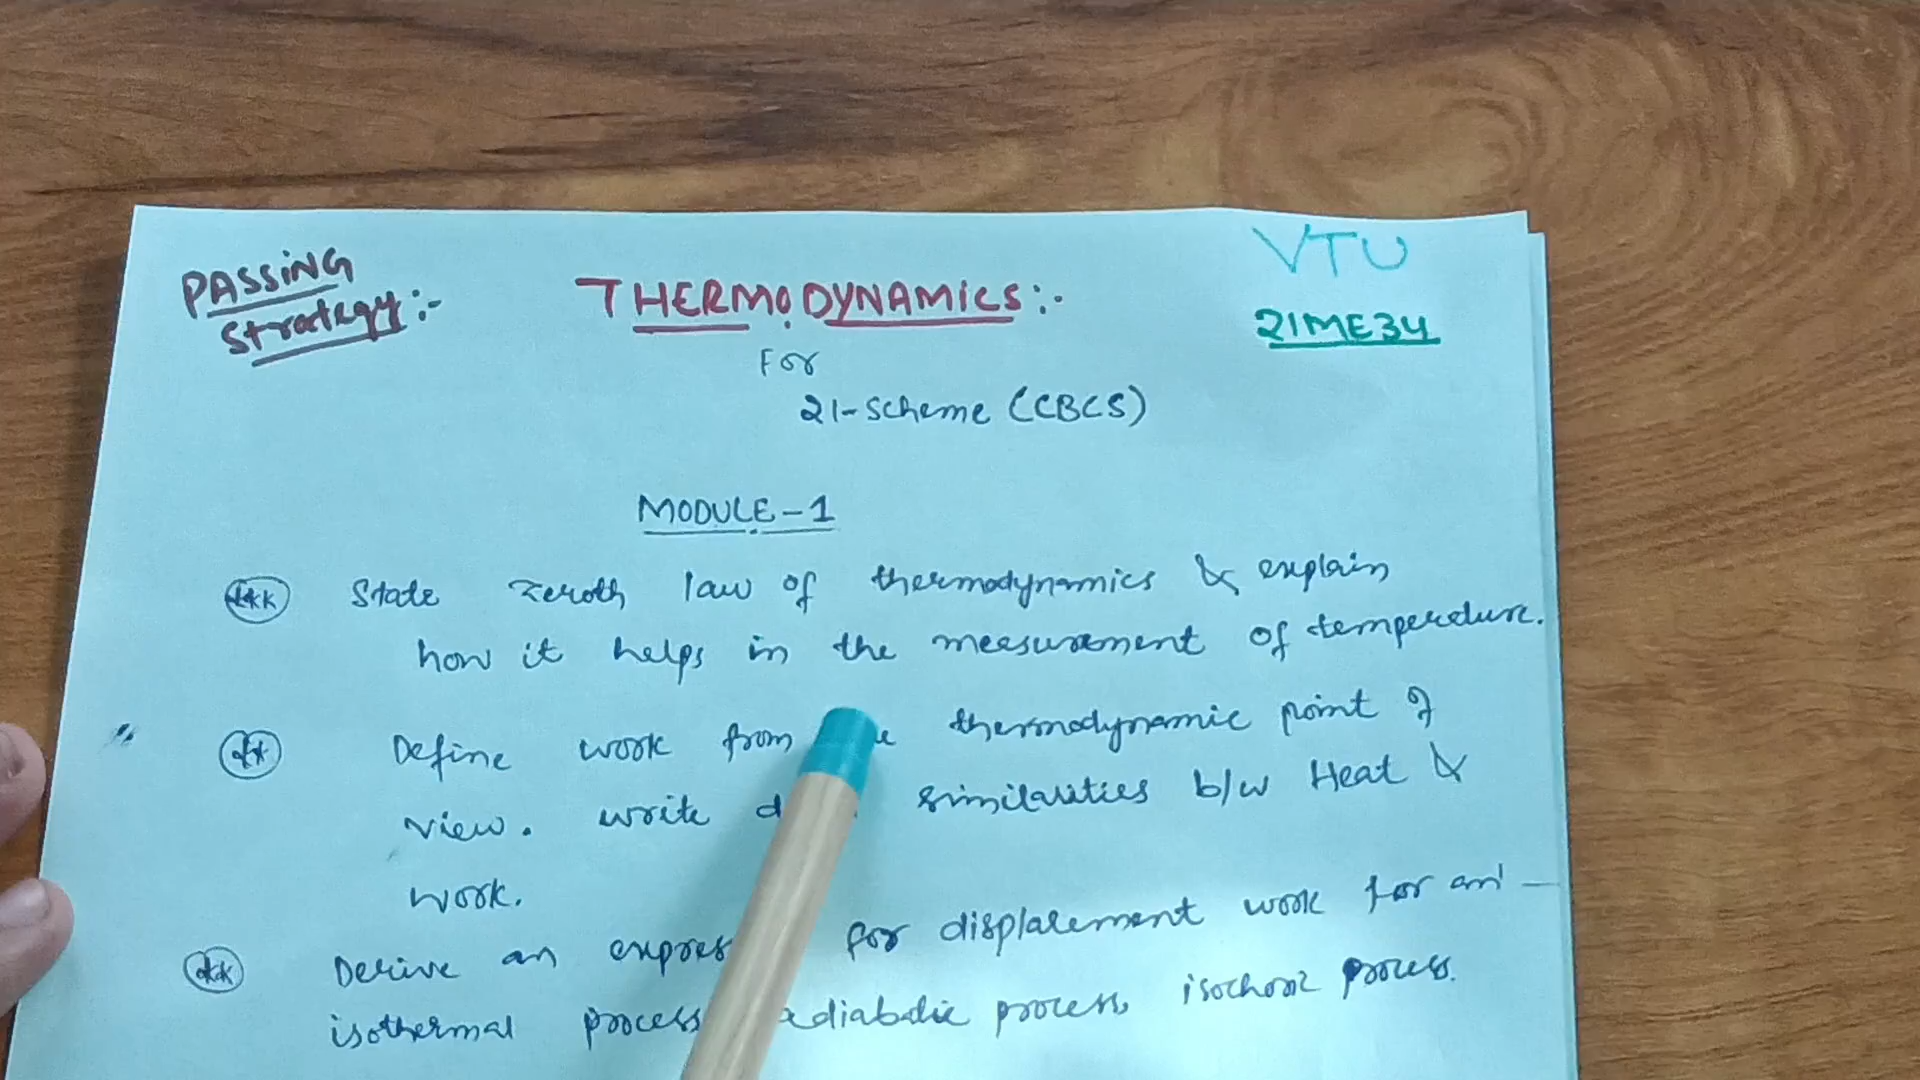 PASSING
Strategy:-
THERMODYNAMICS:-
VTU
21ME34
For
21-Scheme (CBCS)
MODULE-1
State zeroth law of thermodynamics & explain
how it helps in the measurement of temperature.
Define work from thermodynamic point of
view. write similarities b/w Heat &
work.
Derive an expres for displacement work for an
isothermal process adiabatic process, isochoric process.